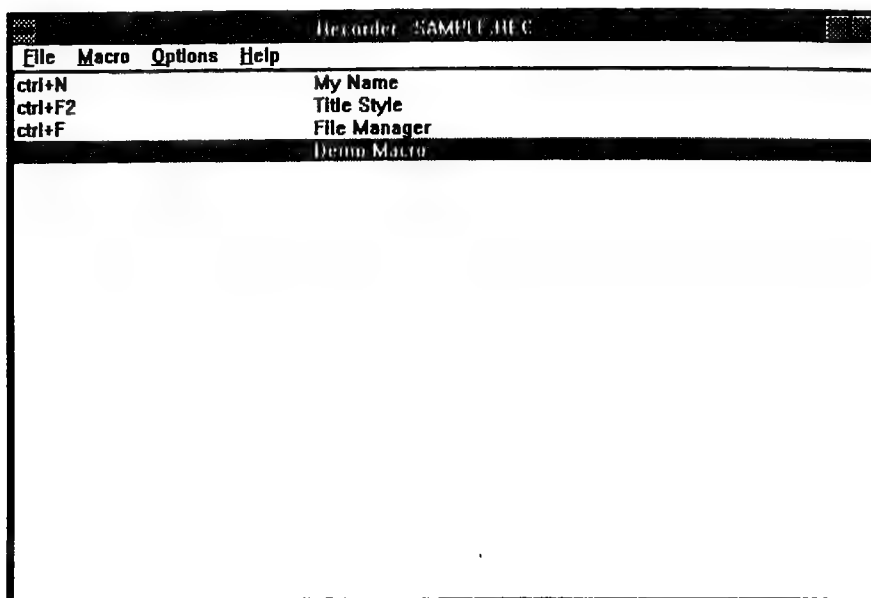 Recorder - SAMPLE.REC
File Macro Options Help
ctrl+N My Name
ctrl+F2 Title Style
ctrl+F File Manager
Demo Macro